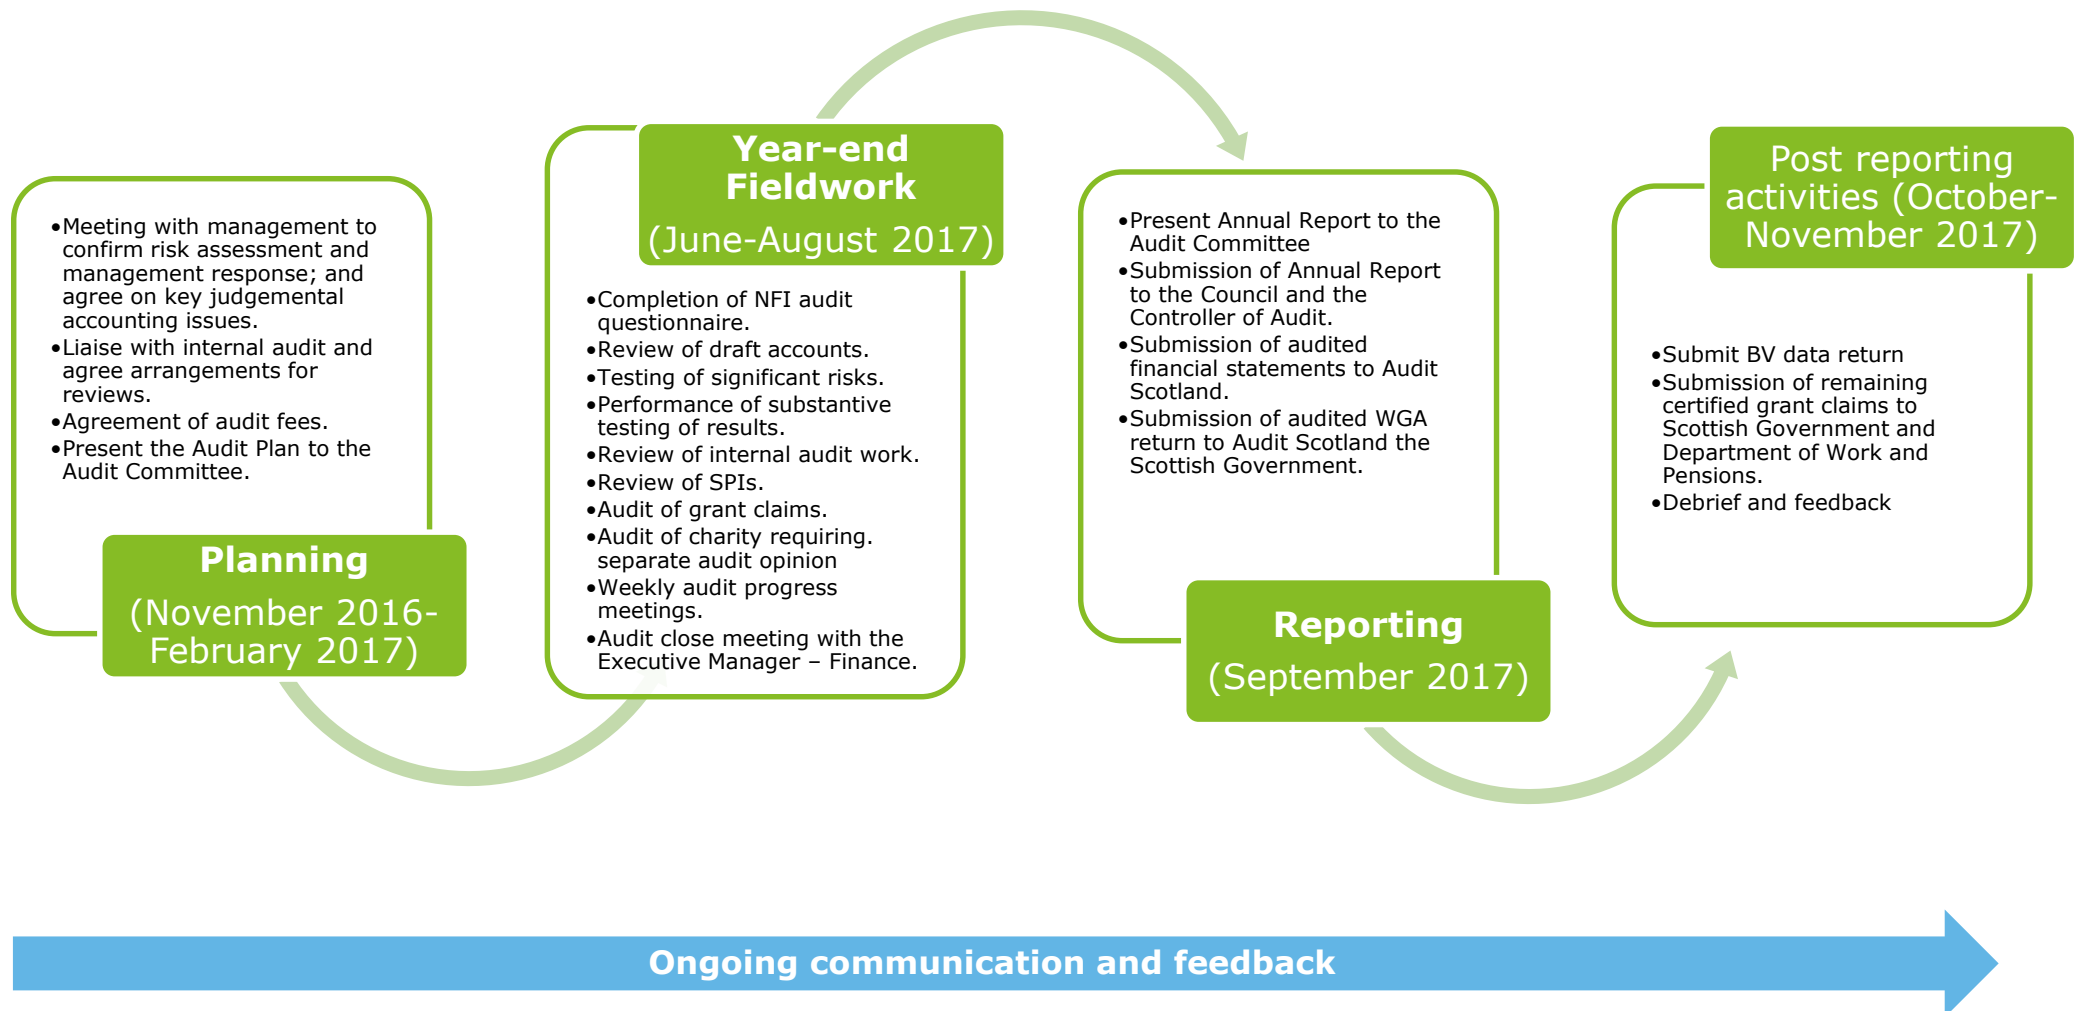 •Meeting with management to
confirm risk assessment and
management response; and
agree on key judgemental
accounting issues.
•Liaise with internal audit and
agree arrangements for
reviews.
•Agreement of audit fees.
•Present the Audit Plan to the
Audit Committee.
Planning
(November 2016-
February 2017)
Year-end
Fieldwork
(June-August 2017)
•Completion of NFI audit
questionnaire.
•Review of draft accounts.
•Testing of significant risks.
•Performance of substantive
testing of results.
•Review of internal audit work.
•Review of SPIs.
•Audit of grant claims.
•Audit of charity requiring.
separate audit opinion
•Weekly audit progress
meetings.
•Audit close meeting with the
Executive Manager – Finance.
•Present Annual Report to the
Audit Committee
•Submission of Annual Report
to the Council and the
Controller of Audit.
•Submission of audited
financial statements to Audit
Scotland.
•Submission of audited WGA
return to Audit Scotland the
Scottish Government.
Reporting
(September 2017)
Post reporting
activities (October-
November 2017)
•Submit BV data return
•Submission of remaining
certified grant claims to
Scottish Government and
Department of Work and
Pensions.
•Debrief and feedback
Ongoing communication and feedback